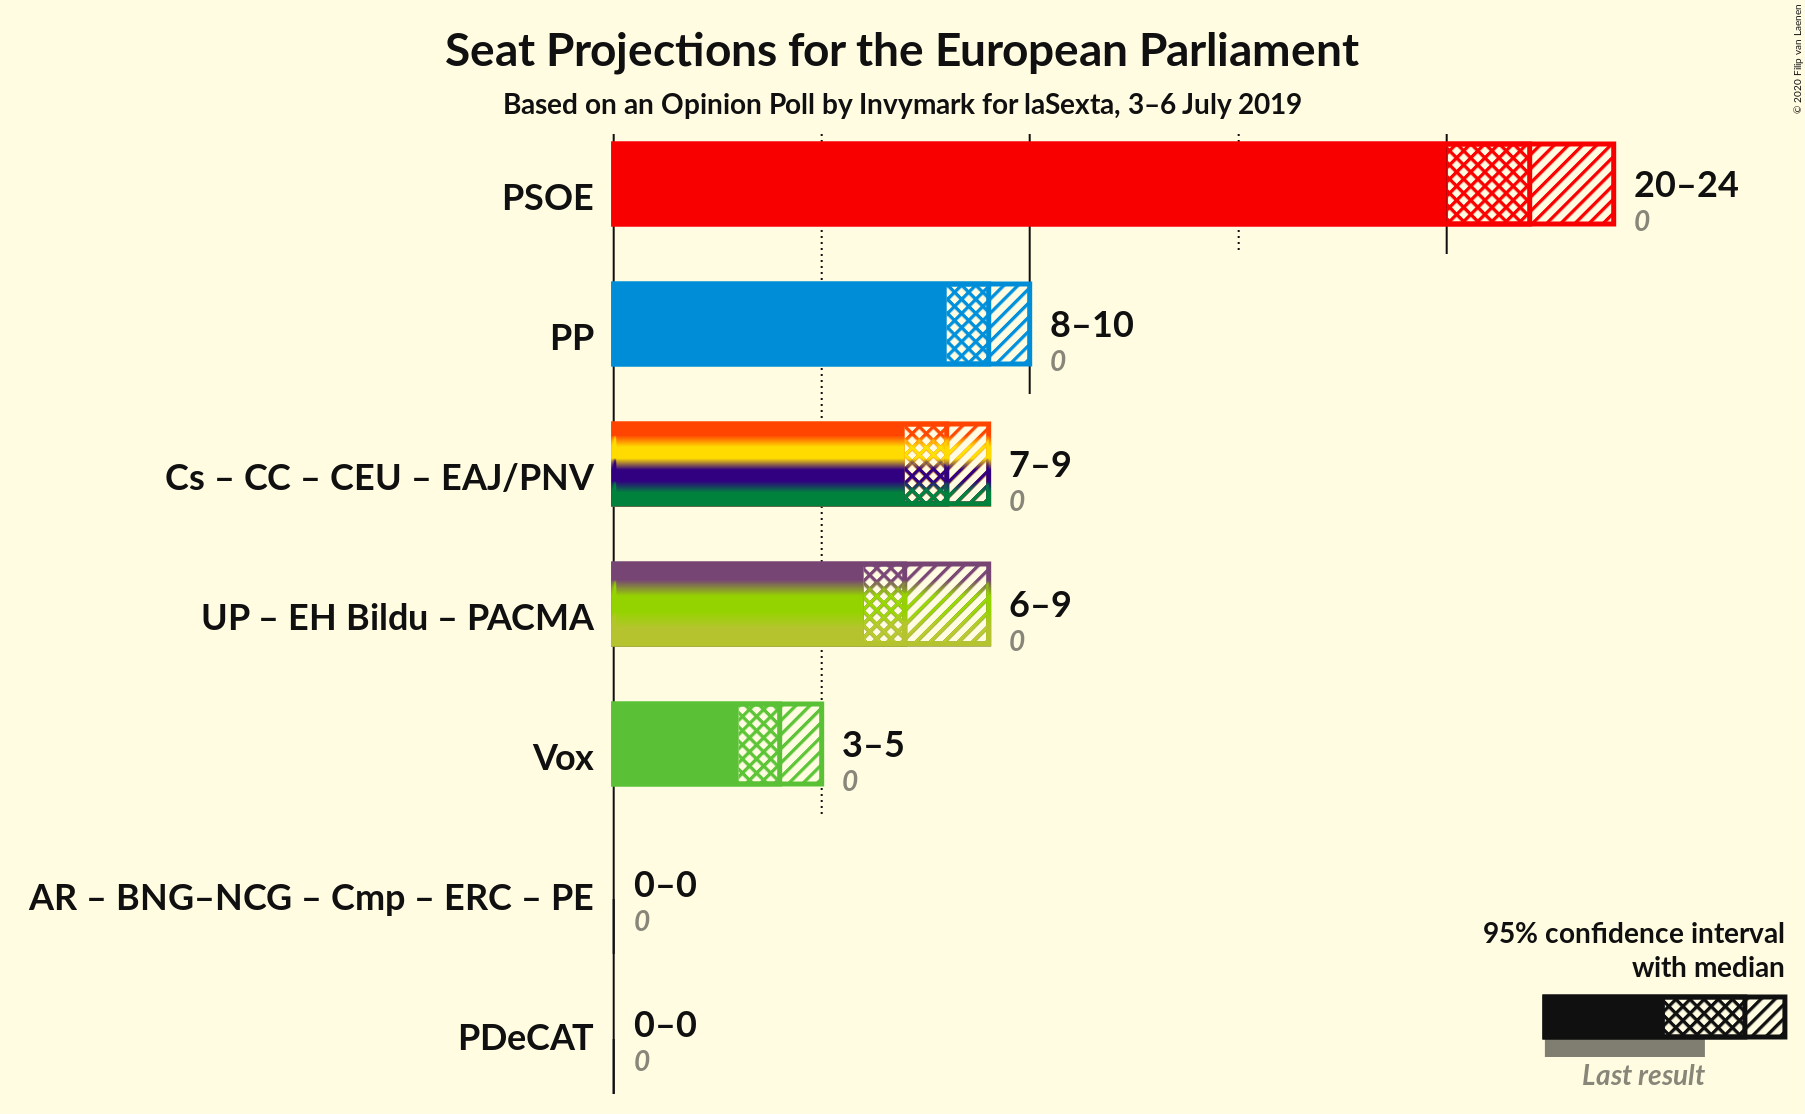 Seat Projections for the European Parliament
Based on an Opinion Poll by Invymark for laSexta, 3–6 July 2019
© 2020 Filip van Laenen
PSOE
20–24
0
PP
8–10
0
Cs – CC – CEU – EAJ/PNV
7–9
0
UP – EH Bildu – PACMA
6–9
0
Vox
3–5
0
AR – BNG–NCG – Cmp – ERC – PE
0–0
0
PDeCAT
0–0
0
95% confidence interval
with median
Last result